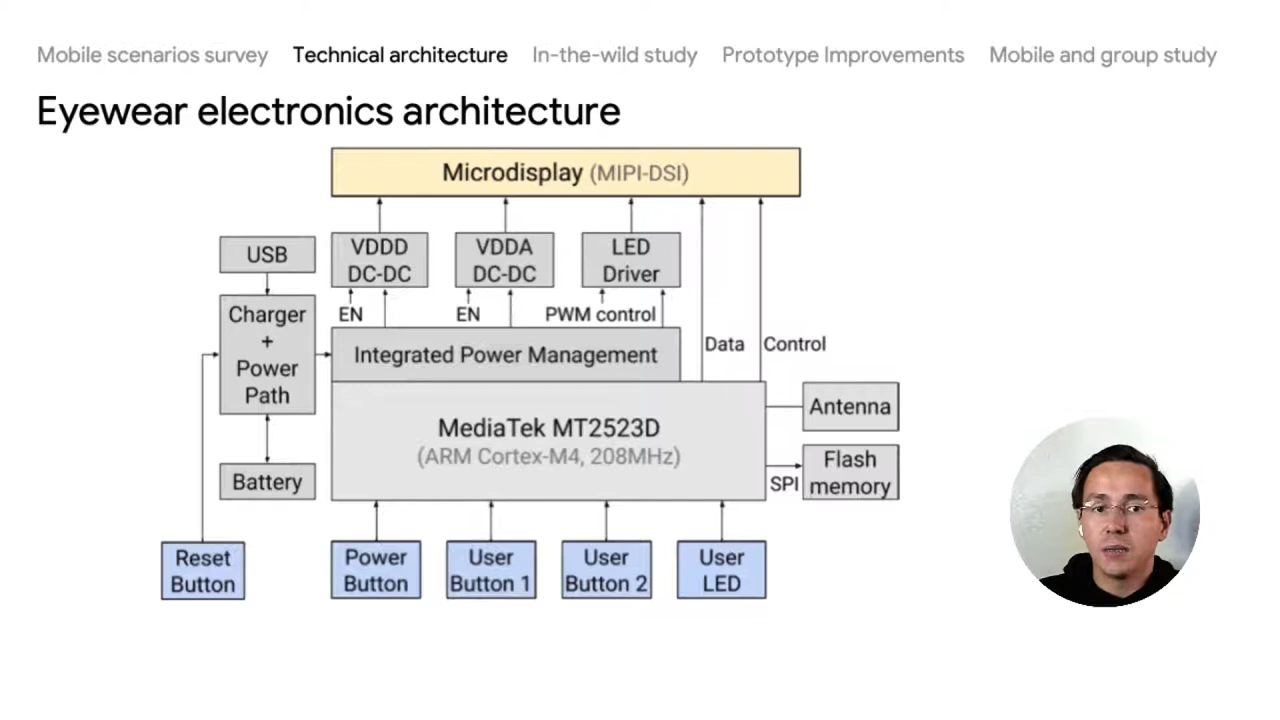 Mobile scenarios survey Technical architecture In-the-wild study Prototype Improvements Mobile and group study
Eyewear electronics architecture
Microdisplay (MIPI-DSI)
USB
VDDD
DC-DC
VDDA
DC-DC
LED
Driver
EN
EN
PWM control
Charger
+
Power
Path
Integrated Power Management
Data
Control
MediaTek MT2523D
(ARM Cortex-M4, 208MHz)
Antenna
SPI
Flash
memory
Battery
Reset
Button
Power
Button
User
Button 1
User
Button 2
User
LED